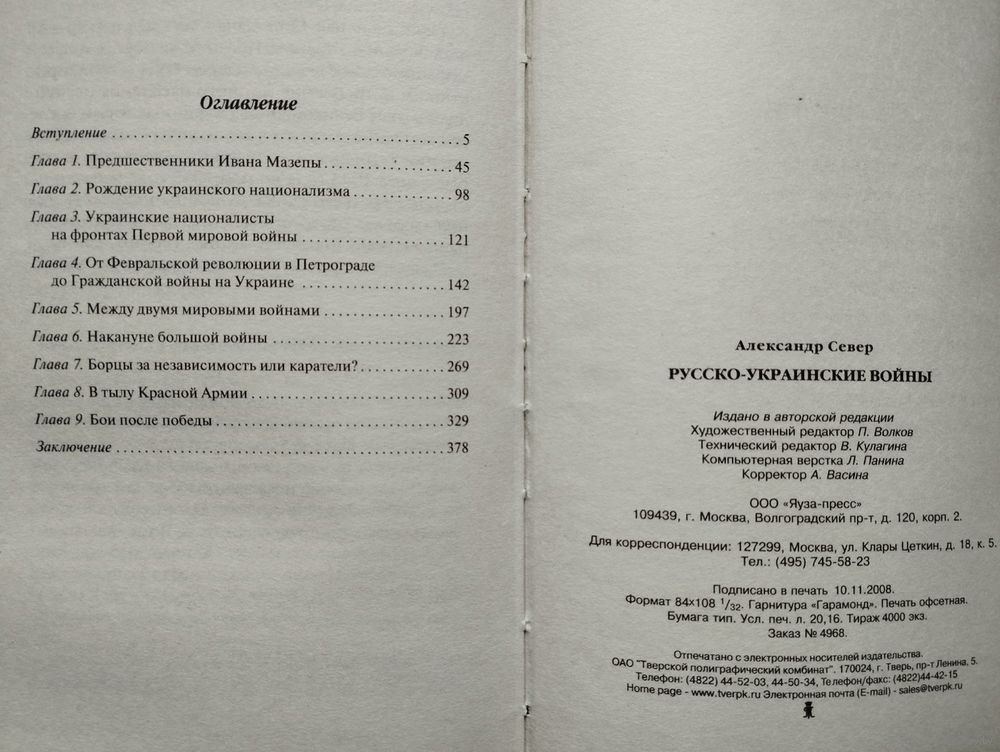 Оглавление
Вступление ........ 5
Глава 1. Предшественники Ивана Мазепы ........ 45
Глава 2. Рождение украинского национализма ........ 98
Глава 3. Украинские националисты
на фронтах Первой мировой войны ........ 121
Глава 4. От Февральской революции в Петрограде
до Гражданской войны на Украине ........ 142
Глава 5. Между двумя мировыми войнами ........ 197
Глава 6. Накануне большой войны ........ 223
Глава 7. Борцы за независимость или каратели? ........ 269
Глава 8. В тылу Красной Армии ........ 309
Глава 9. Бои после победы ........ 329
Заключение ........ 378
Александр Север
РУССКО-УКРАИНСКИЕ ВОЙНЫ
Издано в авторской редакции
Художественный редактор П. Волков
Технический редактор В. Кулагина
Компьютерная верстка Л. Панина
Корректор А. Васина
ООО «Яуза-пресс»
109439, г. Москва, Волгоградский пр-т, д. 120, корп. 2.
Для корреспонденции: 127299, Москва, ул. Клары Цеткин, д. 18, к. 5.
Тел.: (495) 745-58-23
Подписано в печать 10.11.2008.
Формат 84×108 1/32. Гарнитура «Гарамонд». Печать офсетная.
Бумага тип. Усл. печ. л. 20,16. Тираж 4000 экз.
Заказ № 4968.
Отпечатано с электронных носителей издательства.
ОАО "Тверской полиграфический комбинат". 170024, г. Тверь, пр-т Ленина, 5.
Телефон: (4822) 44-52-03, 44-50-34, Телефон/факс: (4822)44-42-15
Home page - www.tverpk.ru Электронная почта (E-mail) - sales@tverpk.ru